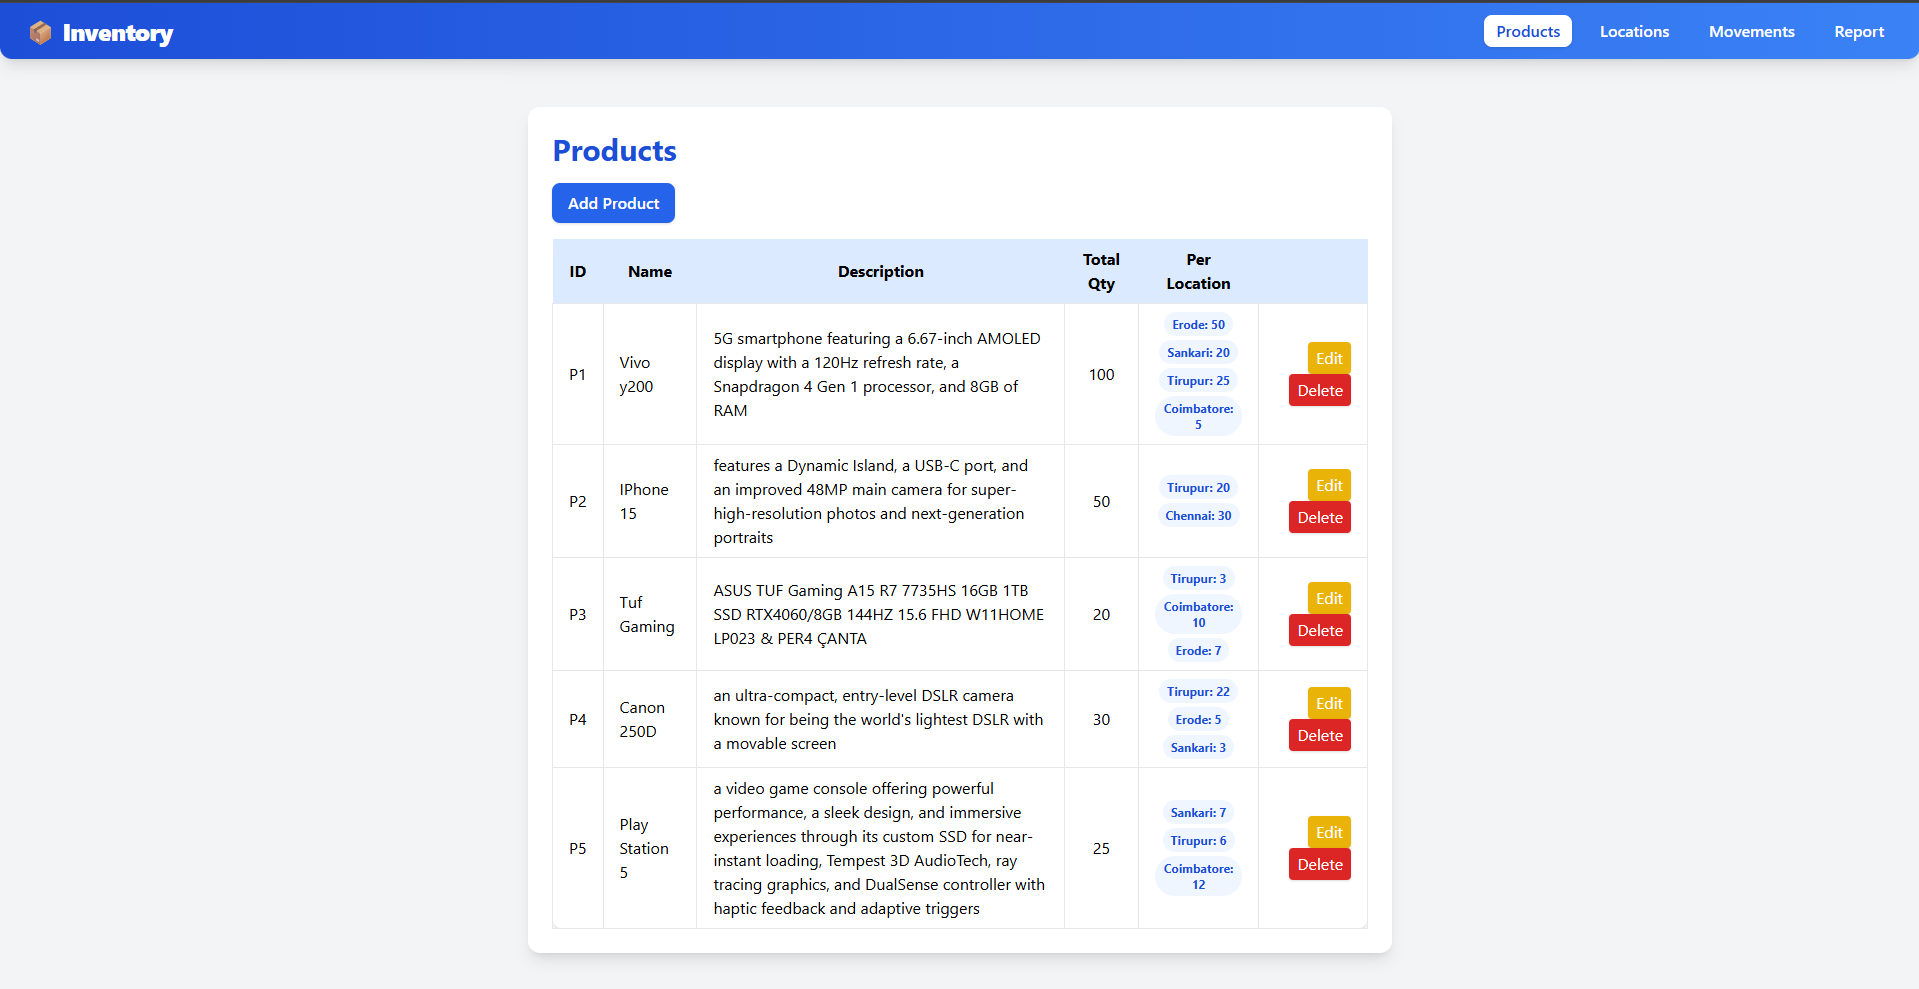 Inventory
Products
Locations
Movements
Report
Products
Add Product
ID
Name
Description
Total
Qty
Per
Location
P1
Vivo
y200
5G smartphone featuring a 6.67-inch AMOLED
display with a 120Hz refresh rate, a
Snapdragon 4 Gen 1 processor, and 8GB of
RAM
100
Erode: 50
Sankari: 20
Tirupur: 25
Coimbatore:
5
Edit
Delete
P2
IPhone
15
features a Dynamic Island, a USB-C port, and
an improved 48MP main camera for super-
high-resolution photos and next-generation
portraits
50
Tirupur: 20
Chennai: 30
Edit
Delete
P3
Tuf
Gaming
ASUS TUF Gaming A15 R7 7735HS 16GB 1TB
SSD RTX4060/8GB 144HZ 15.6 FHD W11HOME
LP023 & PER4 ÇANTA
20
Tirupur: 3
Coimbatore:
10
Erode: 7
Edit
Delete
P4
Canon
250D
an ultra-compact, entry-level DSLR camera
known for being the world's lightest DSLR with
a movable screen
30
Tirupur: 22
Erode: 5
Sankari: 3
Edit
Delete
P5
Play
Station
5
a video game console offering powerful
performance, a sleek design, and immersive
experiences through its custom SSD for near-
instant loading, Tempest 3D AudioTech, ray
tracing graphics, and DualSense controller with
haptic feedback and adaptive triggers
25
Sankari: 7
Tirupur: 6
Coimbatore:
12
Edit
Delete